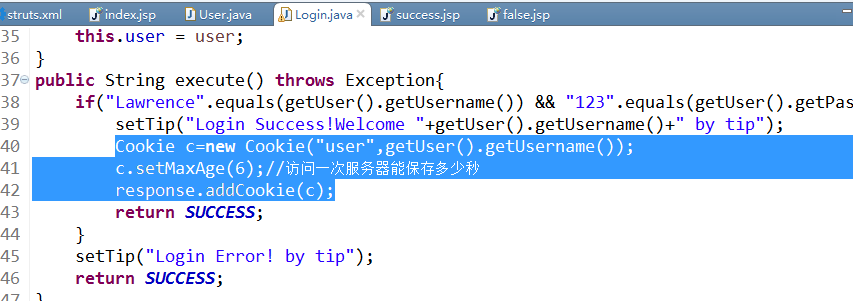 struts.xml index.jsp User.java Login.java success.jsp false.jsp
35 this.user = user;
36 }
37 public String execute() throws Exception{
38 if("Lawrence".equals(getUser().getUsername()) && "123".equals(getUser().getPas
39 setTip("Login Success!Welcome "+getUser().getUsername()+" by tip");
40 Cookie c=new Cookie("user",getUser().getUsername());
41 c.setMaxAge(6);//访问一次服务器能保存多少秒
42 response.addCookie(c);
43 return SUCCESS;
44 }
45 setTip("Login Error! by tip");
46 return SUCCESS;
47 }